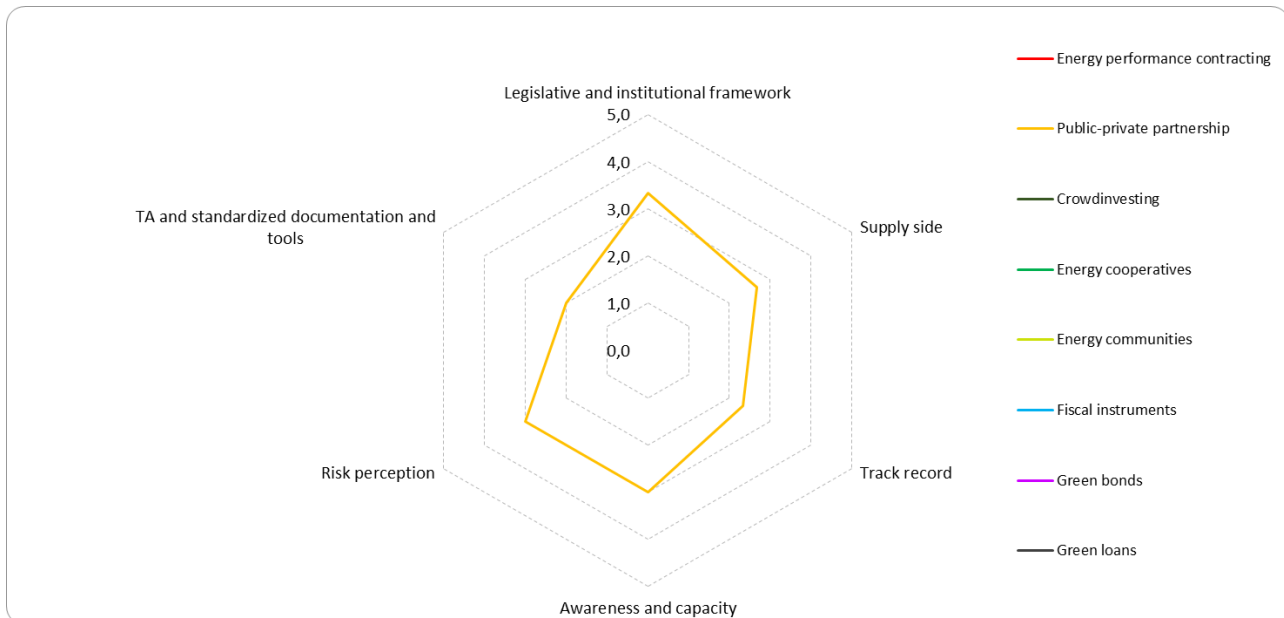 Legislative and institutional framework
5,0
4,0
3,0
2,0
1,0
0,0
TA and standardized documentation and
tools
Supply side
Risk perception
Track record
Awareness and capacity
Energy performance contracting
Public-private partnership
Crowdinvesting
Energy cooperatives
Energy communities
Fiscal instruments
Green bonds
Green loans